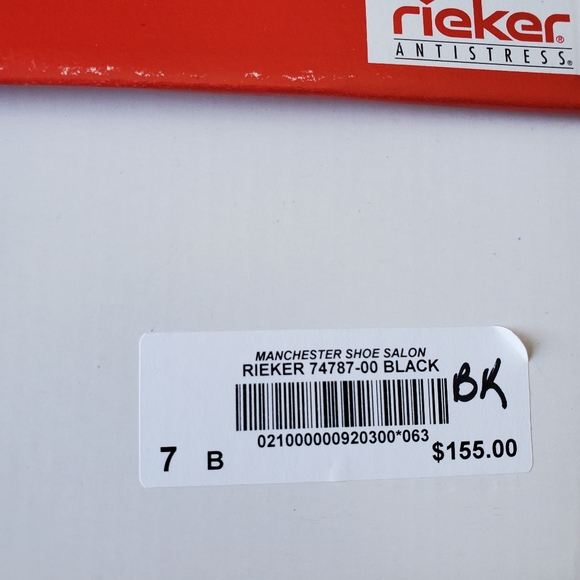 rieker®
ANTISTRESS®
MANCHESTER SHOE SALON
RIEKER 74787-00 BLACK
BK
021000000920300*063
7 B $155.00